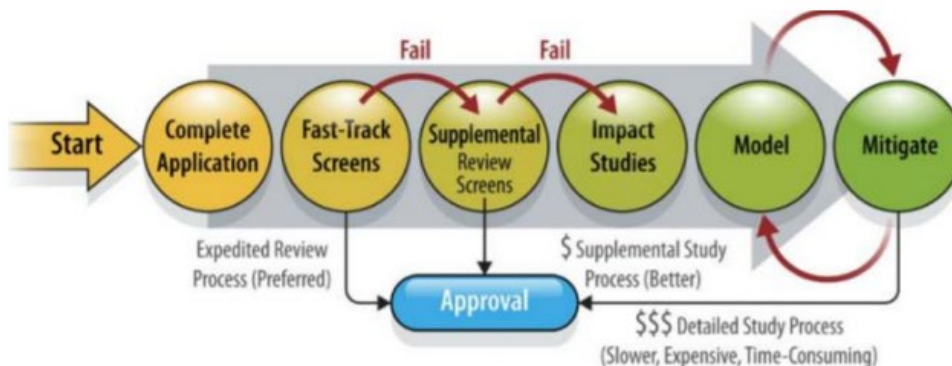 Fail
Fail
Start
Complete
Application
Fast-Track
Screens
Supplemental
Review
Screens
Impact
Studies
Model
Mitigate
Expedited Review
Process (Preferred)
$ Supplemental Study
Process (Better)
Approval
$$$ Detailed Study Process
(Slower, Expensive, Time-Consuming)